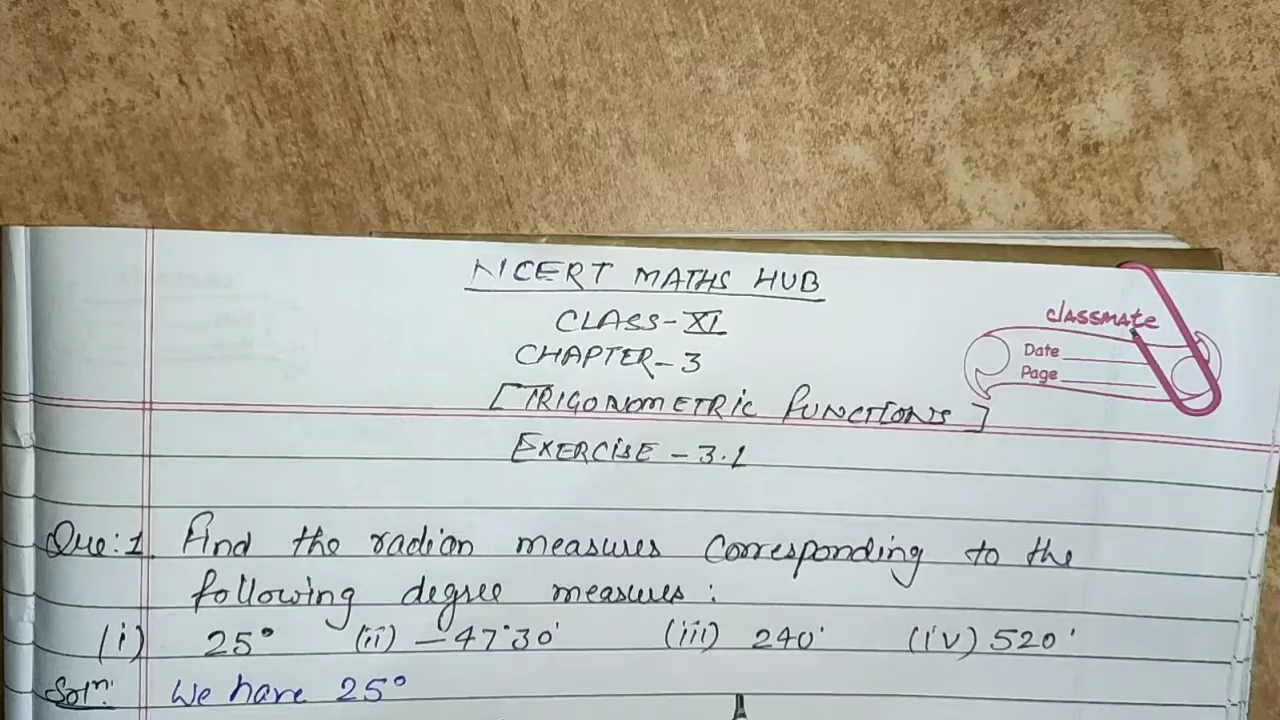 NCERT MATHS HUB
CLASS-XI
CHAPTER-3
[TRIGONOMETRIC FUNCTIONS]
EXERCISE - 3.1
classmate
Date
Page
Que:1. Find the radian measures Corresponding to the
following degree measures :
(i) 25° (ii) -47°30' (iii) 240' (iv) 520'
Solⁿ: We have 25°